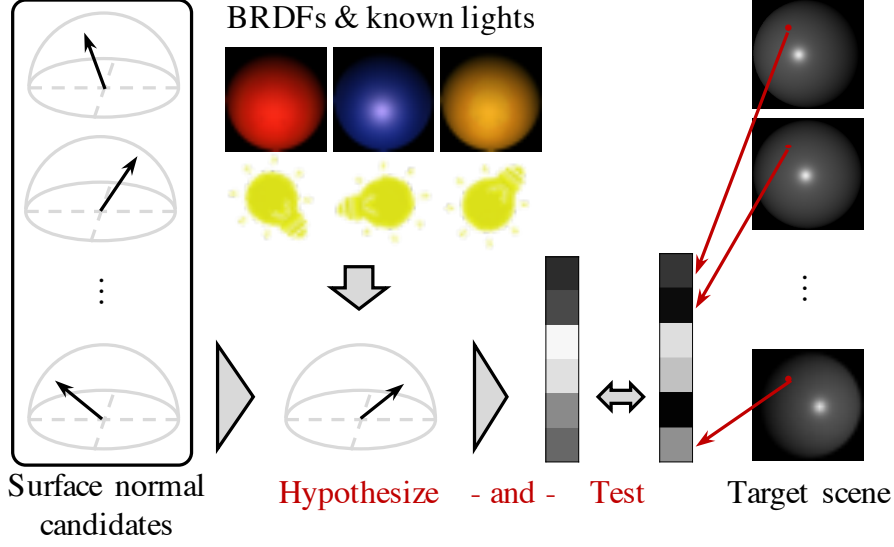 BRDFs & known lights
Surface normal
candidates
Hypothesize - and - Test
Target scene